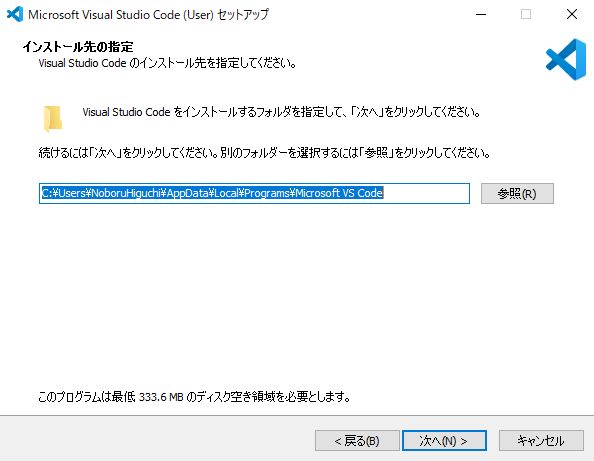 Microsoft Visual Studio Code (User) セットアップ
インストール先の指定
Visual Studio Code のインストール先を指定してください。
Visual Studio Code をインストールするフォルダを指定して、「次へ」をクリックしてください。
続けるには「次へ」をクリックしてください。別のフォルダーを選択するには「参照」をクリックしてください。
C:¥Users¥NoboruHiguchi¥AppData¥Local¥Programs¥Microsoft VS Code
参照(R)
このプログラムは最低 333.6 MB のディスク空き領域を必要とします。
< 戻る(B)
次へ(N) >
キャンセル